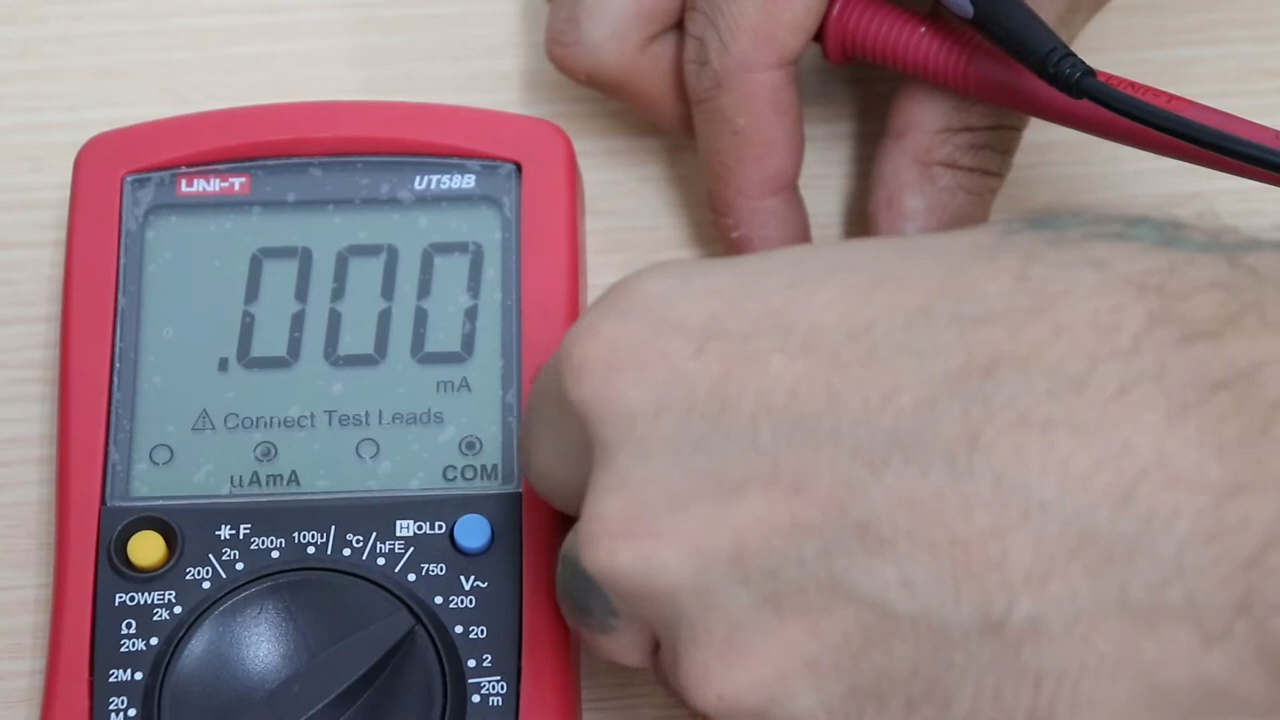 UNI-T UT58B
UNI-T
.000
mA
⚠ Connect Test Leads
µAmA COM
F
HOLD
2n 200n 100µ °C hFE
200 750
V~
POWER 200
2k
Ω 20
20k
2M 2
200
m
20
M